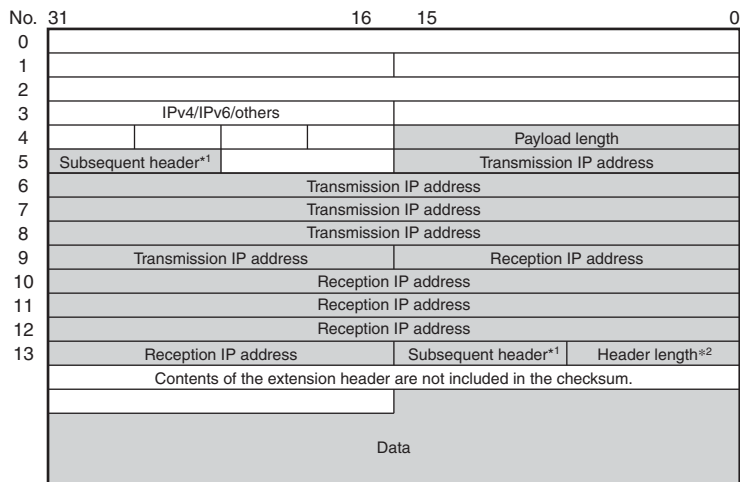 No. 31 16 15 0
0
1
2
3 IPv4/IPv6/others
4 Payload length
5 Subsequent header*1 Transmission IP address
6 Transmission IP address
7 Transmission IP address
8 Transmission IP address
9 Transmission IP address Reception IP address
10 Reception IP address
11 Reception IP address
12 Reception IP address
13 Reception IP address Subsequent header*1 Header length*2
Contents of the extension header are not included in the checksum.
Data